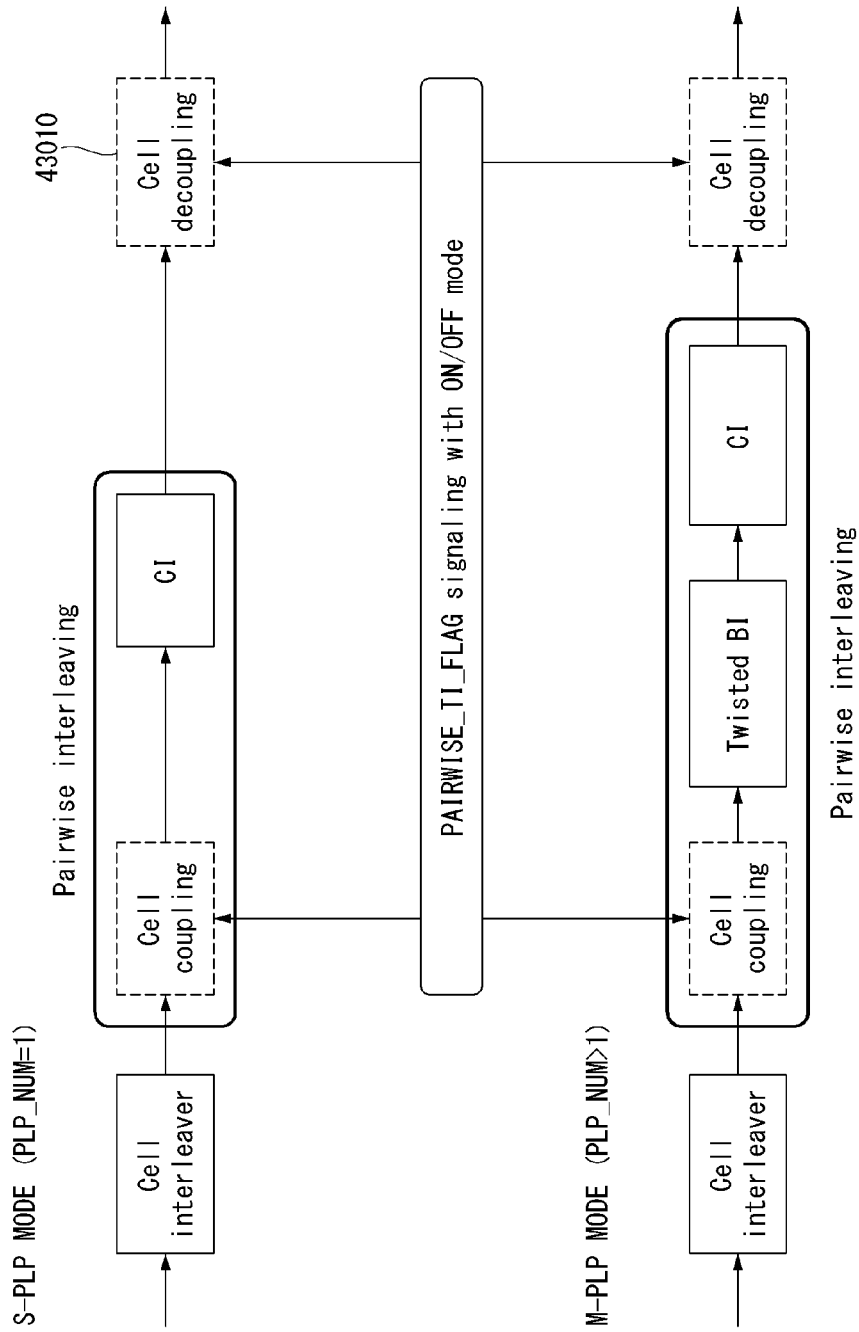 S-PLP MODE (PLP_NUM=1)
Pairwise interleaving
43010
Cell
interleaver
Cell
coupling
CI
Cell
decoupling
PAIRWISE_TI_FLAG signaling with ON/OFF mode
M-PLP MODE (PLP_NUM>1)
Cell
interleaver
Cell
coupling
Twisted BI
CI
Cell
decoupling
Pairwise interleaving